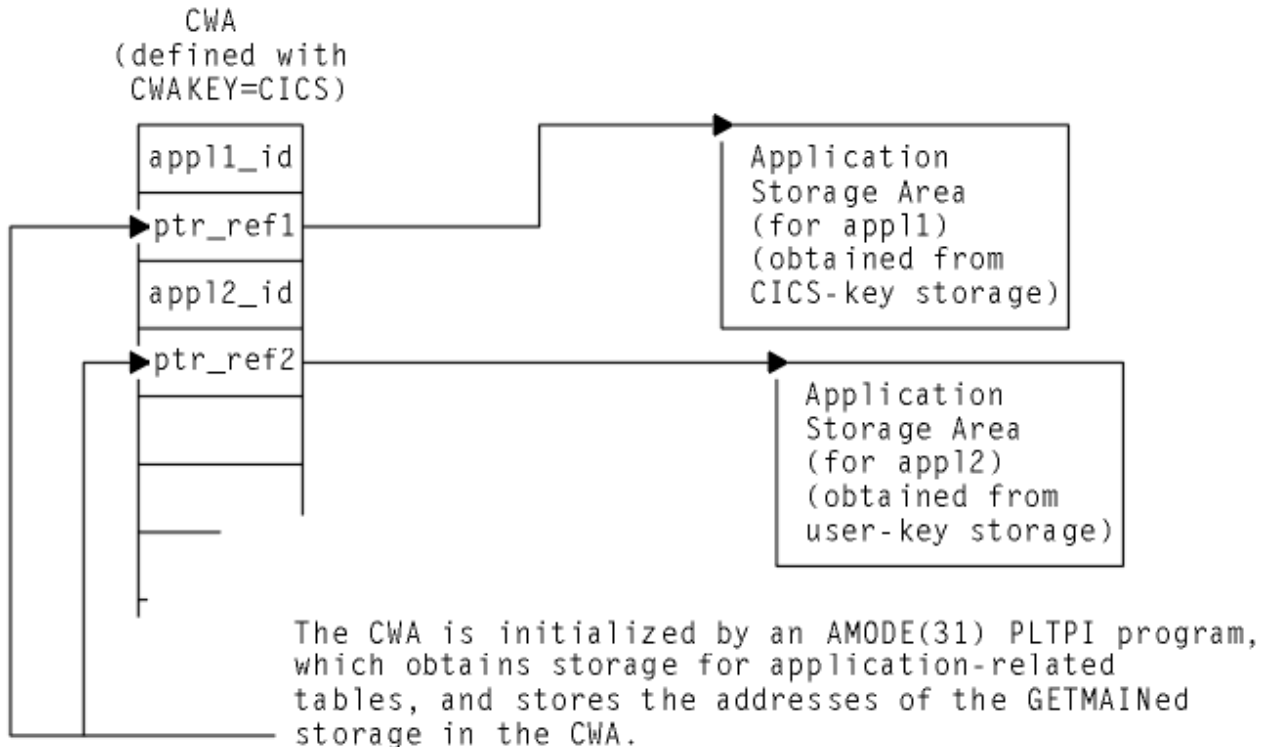 CWA
(defined with
CWAKEY=CICS)
appl1_id
ptr_ref1
appl2_id
ptr_ref2
Application
Storage Area
(for appl1)
(obtained from
CICS-key storage)
Application
Storage Area
(for appl2)
(obtained from
user-key storage)
The CWA is initialized by an AMODE(31) PLTPI program,
which obtains storage for application-related
tables, and stores the addresses of the GETMAINed
storage in the CWA.